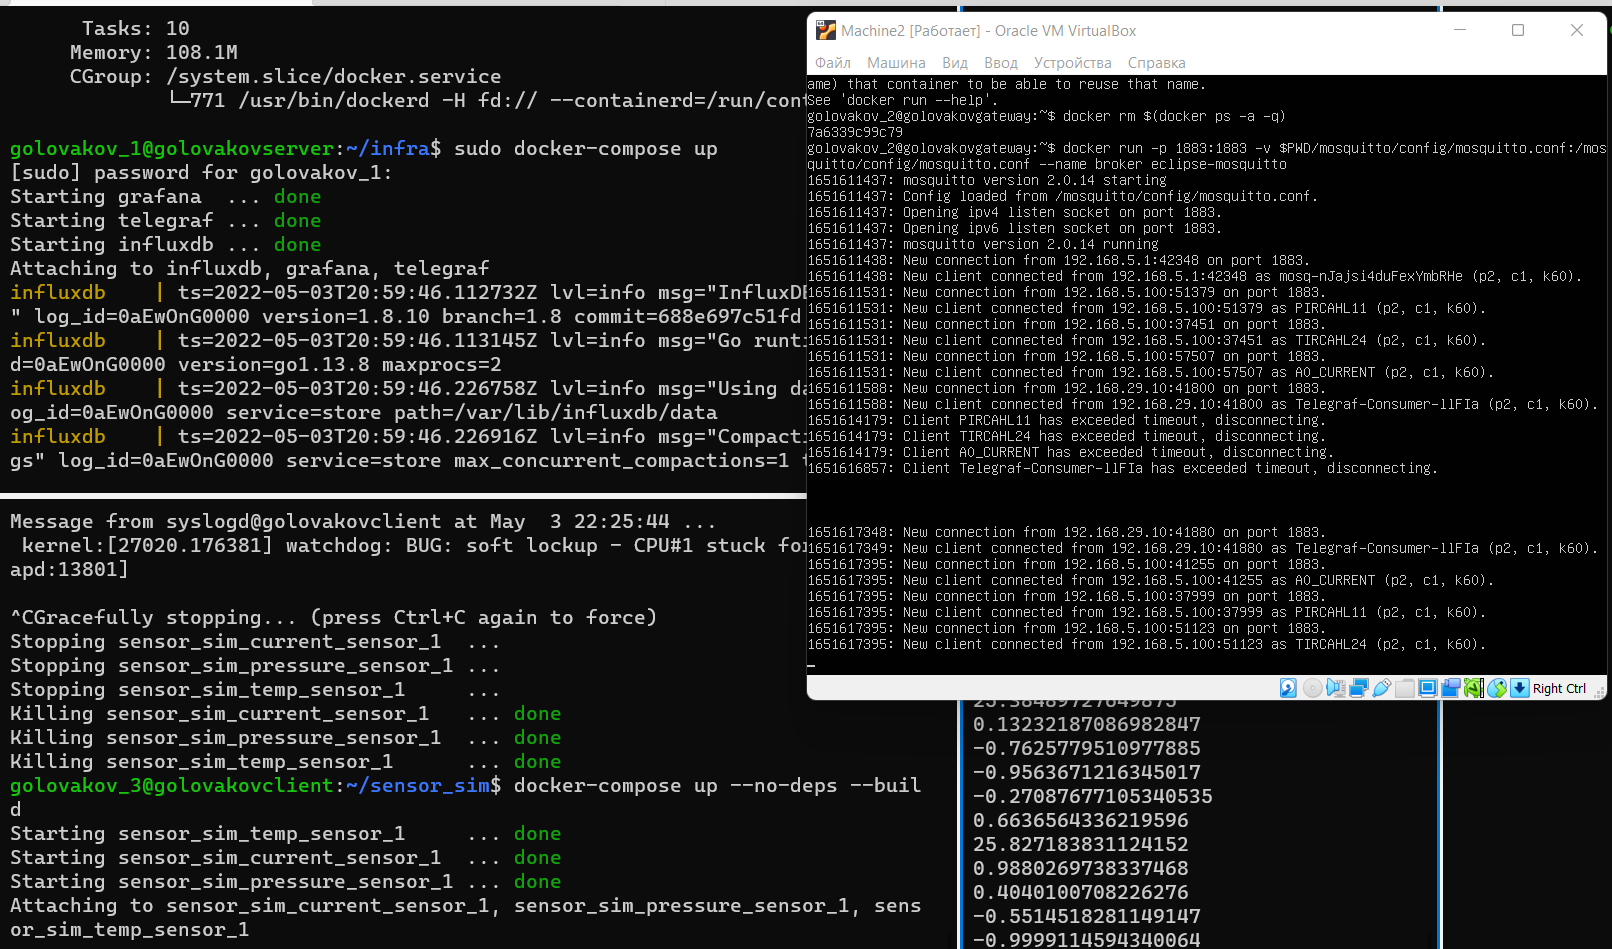 Tasks: 10
Memory: 108.1M
CGroup: /system.slice/docker.service
└─771 /usr/bin/dockerd -H fd:// --containerd=/run/con
golovakov_1@golovakovserver:~/infra$ sudo docker-compose up
[sudo] password for golovakov_1:
Starting grafana  ... done
Starting telegraf ... done
Starting influxdb ... done
Attaching to influxdb, grafana, telegraf
influxdb    | ts=2022-05-03T20:59:46.112732Z lvl=info msg="InfluxD
" log_id=0aEwOnG0000 version=1.8.10 branch=1.8 commit=688e697c51fd
influxdb    | ts=2022-05-03T20:59:46.113145Z lvl=info msg="Go runt
d=0aEwOnG0000 version=go1.13.8 maxprocs=2
influxdb    | ts=2022-05-03T20:59:46.226758Z lvl=info msg="Using da
og_id=0aEwOnG0000 service=store path=/var/lib/influxdb/data
influxdb    | ts=2022-05-03T20:59:46.226916Z lvl=info msg="Compacti
gs" log_id=0aEwOnG0000 service=store max_concurrent_compactions=1
Message from syslogd@golovakovclient at May  3 22:25:44 ...
kernel:[27020.176381] watchdog: BUG: soft lockup - CPU#1 stuck fo
apd:13801]
^CGracefully stopping... (press Ctrl+C again to force)
Stopping sensor_sim_current_sensor_1  ...
Stopping sensor_sim_pressure_sensor_1 ...
Stopping sensor_sim_temp_sensor_1     ...
Killing sensor_sim_current_sensor_1   ... done
Killing sensor_sim_pressure_sensor_1  ... done
Killing sensor_sim_temp_sensor_1      ... done
golovakov_3@golovakovclient:~/sensor_sim$ docker-compose up --no-deps --buil
d
Starting sensor_sim_temp_sensor_1     ... done
Starting sensor_sim_current_sensor_1  ... done
Starting sensor_sim_pressure_sensor_1 ... done
Attaching to sensor_sim_current_sensor_1, sensor_sim_pressure_sensor_1, sens
or_sim_temp_sensor_1
Machine2 [Работает] - Oracle VM VirtualBox
Файл Машина Вид Ввод Устройства Справка
ame) that container to be able to reuse that name.
See 'docker run --help'.
golovakov_2@golovakovgateway:~$ docker rm $(docker ps -a -q)
7a6339c99c79
golovakov_2@golovakovgateway:~$ docker run -p 1883:1883 -v $PWD/mosquitto/config/mosquitto.conf:/mos
quitto/config/mosquitto.conf --name broker eclipse-mosquitto
1651611437: mosquitto version 2.0.14 starting
1651611437: Config loaded from /mosquitto/config/mosquitto.conf.
1651611437: Opening ipv4 listen socket on port 1883.
1651611437: Opening ipv6 listen socket on port 1883.
1651611437: mosquitto version 2.0.14 running
1651611438: New connection from 192.168.5.1:42348 on port 1883.
1651611438: New client connected from 192.168.5.1:42348 as mosq-nJajsi4duFexYmbRHe (p2, c1, k60).
1651611531: New connection from 192.168.5.100:51379 on port 1883.
1651611531: New client connected from 192.168.5.100:51379 as PIRCAHL11 (p2, c1, k60).
1651611531: New connection from 192.168.5.100:37451 on port 1883.
1651611531: New client connected from 192.168.5.100:37451 as TIRCAHL24 (p2, c1, k60).
1651611531: New connection from 192.168.5.100:57507 on port 1883.
1651611531: New client connected from 192.168.5.100:57507 as A0_CURRENT (p2, c1, k60).
1651611588: New connection from 192.168.29.10:41800 on port 1883.
1651611588: New client connected from 192.168.29.10:41800 as Telegraf-Consumer-llFIa (p2, c1, k60).
1651614179: Client PIRCAHL11 has exceeded timeout, disconnecting.
1651614179: Client TIRCAHL24 has exceeded timeout, disconnecting.
1651614179: Client A0_CURRENT has exceeded timeout, disconnecting.
1651616857: Client Telegraf-Consumer-llFIa has exceeded timeout, disconnecting.
1651617348: New connection from 192.168.29.10:41880 on port 1883.
1651617349: New client connected from 192.168.29.10:41880 as Telegraf-Consumer-llFIa (p2, c1, k60).
1651617395: New connection from 192.168.5.100:41255 on port 1883.
1651617395: New client connected from 192.168.5.100:41255 as A0_CURRENT (p2, c1, k60).
1651617395: New connection from 192.168.5.100:37999 on port 1883.
1651617395: New client connected from 192.168.5.100:37999 as PIRCAHL11 (p2, c1, k60).
1651617395: New connection from 192.168.5.100:51123 on port 1883.
1651617395: New client connected from 192.168.5.100:51123 as TIRCAHL24 (p2, c1, k60).
Right Ctrl
0.13232187086982847
-0.7625779510977885
-0.9563671216345017
-0.27087677105340535
0.6636564336219596
25.827183831124152
0.9880269738337468
0.4040100708226276
-0.5514518281149147
-0.9999114594340064